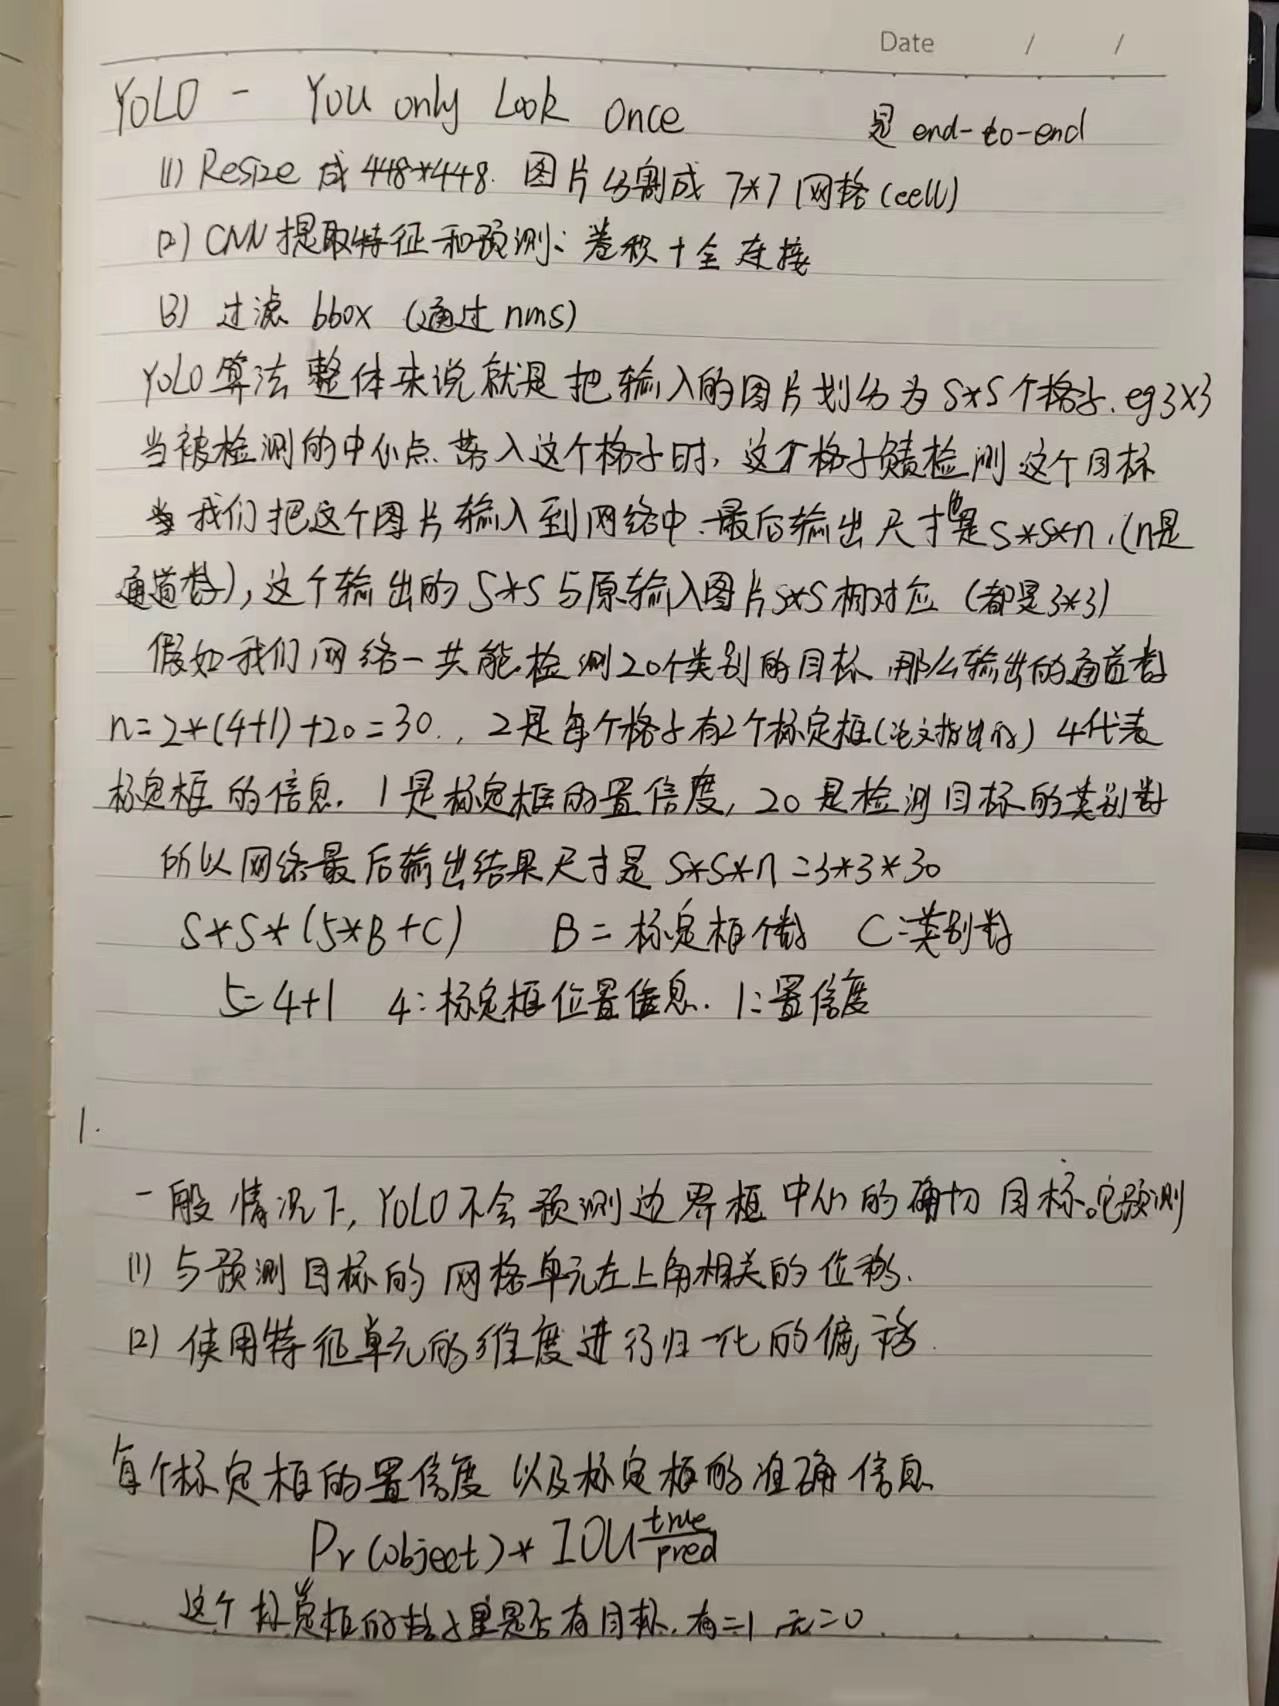 Date / /
YOLO - You only Look Once 是 end-to-end
(1) Resize 成 448*448. 图片分割成 7*7 网格(cell)
(2) CNN 提取特征和预测: 卷积+全连接
(3) 过滤 bbox (通过 nms)
YOLO算法整体来说就是把输入的图片划分为 S*S个格子. eg 3×3
当被检测的中心点落入这个格子时, 这个格子负责检测这个目标
当我们把这个图片输入到网络中.最后输出尺寸也是S*S*n.(n是
通道数),这个输出的S*S与原输入图片S*S相对应 (都是3*3)
假如我们网络一共能检测20个类别的目标 那么输出的通道数
n=2*(4+1)+20=30., 2是每个格子有2个标定框(论文指出的) 4代表
标定框的信息. 1是标定框的置信度, 20是检测目标的类别数
所以网络最后输出结果尺寸是 S*S*n=3*3*30
S*S*(5*B+C) B=标定框个数 C:类别数
5=4+1 4:标定框位置信息. 1:置信度
1.
一般情况下, YOLO不会预测边界框中心的确切目标。它预测
(1) 与预测目标的网格单元左上角相关的位移.
(2) 使用特征单元的维度进行归一化的偏移.
每个标定框的置信度以及标定框的准确信息
Pr(object)* IOU true/pred
这个标定框的格子里是否有目标. 有=1 无=0